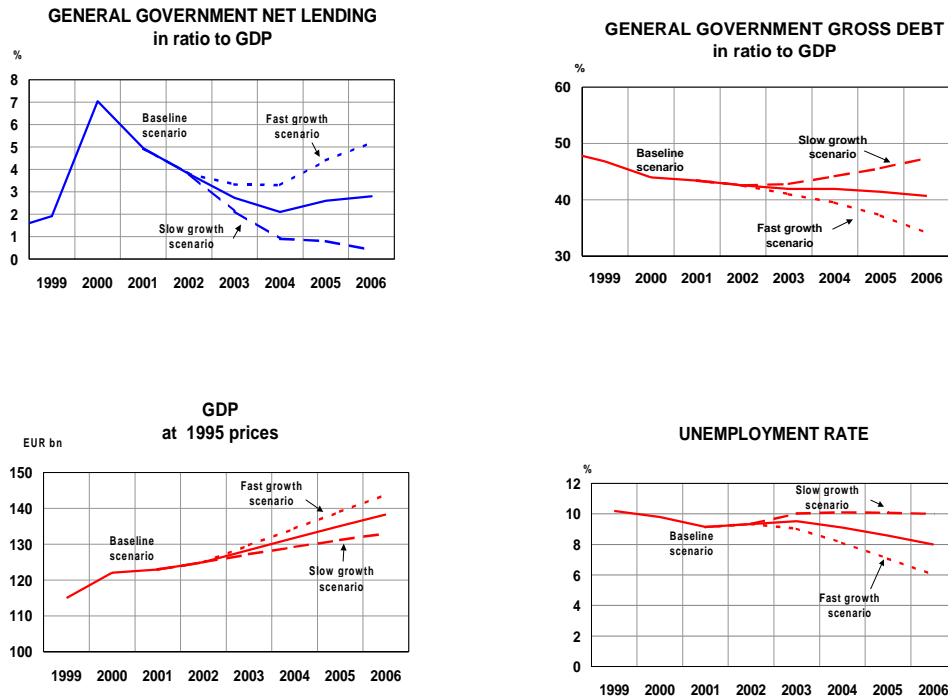 GENERAL GOVERNMENT NET LENDING
in ratio to GDP
%
8
7
6
5
4
3
2
1
0
Baseline
scenario
Fast growth
scenario
Slow growth
scenario
1999 2000 2001 2002 2003 2004 2005 2006
GENERAL GOVERNMENT GROSS DEBT
in ratio to GDP
%
60
50
40
30
Baseline
scenario
Slow growth
scenario
Fast growth
scenario
1999 2000 2001 2002 2003 2004 2005 2006
GDP
at 1995 prices
EUR bn
150
140
130
120
110
100
Fast growth
scenario
Baseline
scenario
Slow growth
scenario
1999 2000 2001 2002 2003 2004 2005 2006
UNEMPLOYMENT RATE
%
12
10
8
6
4
2
0
Slow growth
scenario
Baseline
scenario
Fast growth
scenario
1999 2000 2001 2002 2003 2004 2005 2006